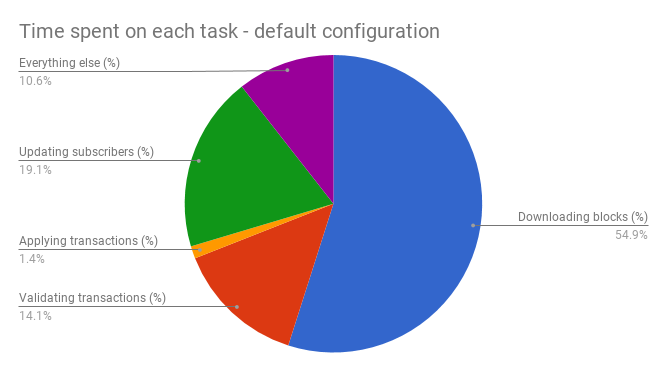 Time spent on each task - default configuration
Everything else (%)
10.6%
Updating subscribers (%)
19.1%
Applying transactions (%)
1.4%
Validating transactions (%)
14.1%
Downloading blocks (%)
54.9%